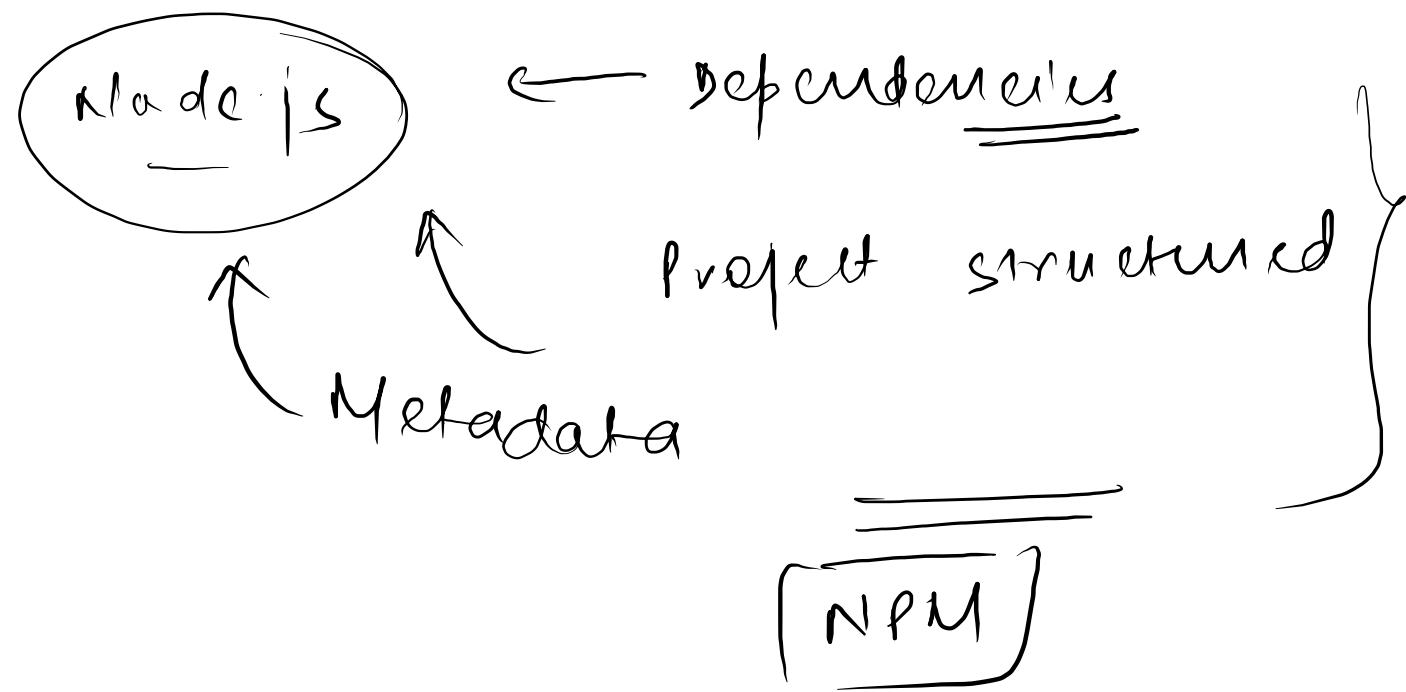 Node.js
Dependencies
Project structured
Metadata
NPM